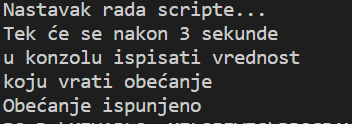 Nastavak rada scripte...
Tek će se nakon 3 sekunde
u konzolu ispisati vrednost
koju vrati obećanje
Obećanje ispunjeno